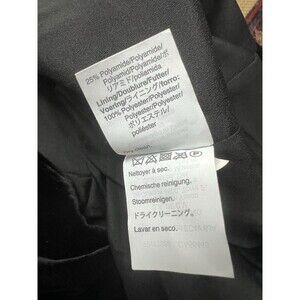 25% Polyamide/Polyamide/
Polyamid/Polyamide/ポ
リアミド/poliamida
Lining/Doublure/Futter/
Voering/ライニング/forro:
100% Polyester/Polyester/
Polyester/Polyester/
ポリエステル/
poliéster
Nettoyer à sec.
Chemische reinigung.
Stoomreinigen.
ドライクリーニング。
Lavar en seco.